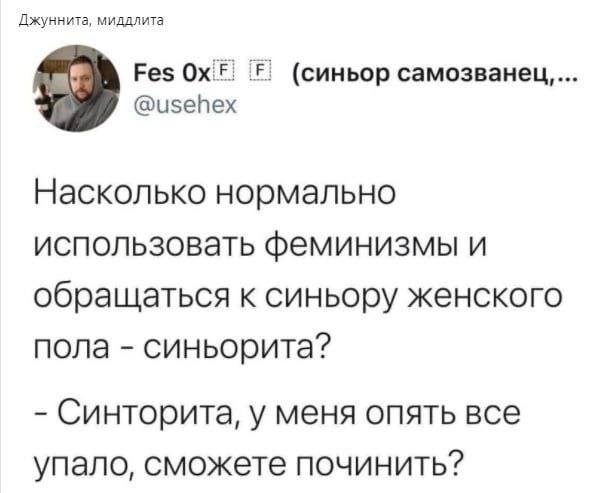 Джуннита, миддлита
Fes 0x🄵 🄵 (синьор самозванец,...
@usehex
Насколько нормально
использовать феминизмы и
обращаться к синьору женского
пола - синьорита?
- Синторита, у меня опять все
упало, сможете починить?